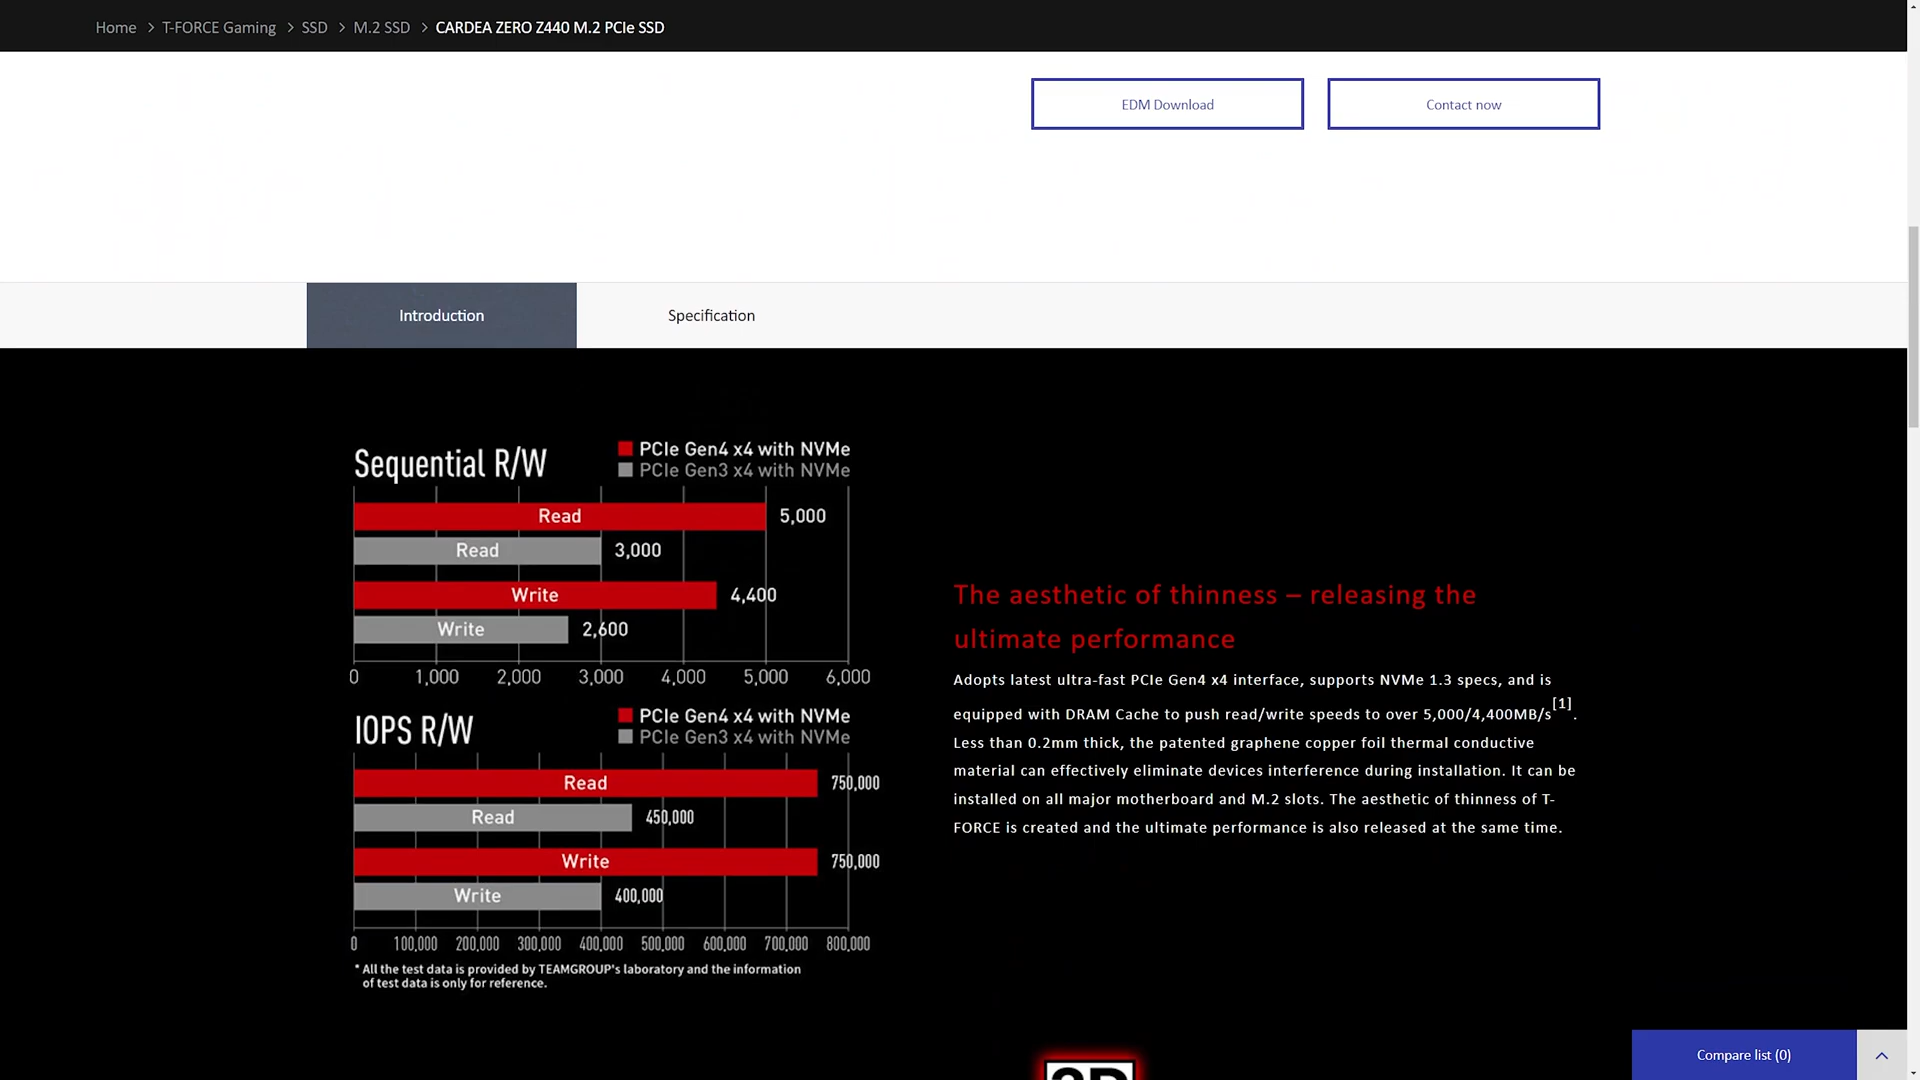 Home > T-FORCE Gaming > SSD > M.2 SSD > CARDEA ZERO Z440 M.2 PCIe SSD
EDM Download
Contact now
Introduction
Specification
Sequential R/W
PCIe Gen4 x4 with NVMe
PCIe Gen3 x4 with NVMe
Read 5,000
Read 3,000
Write 4,400
Write 2,600
0 1,000 2,000 3,000 4,000 5,000 6,000
IOPS R/W
PCIe Gen4 x4 with NVMe
PCIe Gen3 x4 with NVMe
Read 750,000
Read 450,000
Write 750,000
Write 400,000
0 100,000 200,000 300,000 400,000 500,000 600,000 700,000 800,000
* All the test data is provided by TEAMGROUP's laboratory and the information
of test data is only for reference.
The aesthetic of thinness – releasing the
ultimate performance
Adopts latest ultra-fast PCIe Gen4 x4 interface, supports NVMe 1.3 specs, and is
equipped with DRAM Cache to push read/write speeds to over 5,000/4,400MB/s[1].
Less than 0.2mm thick, the patented graphene copper foil thermal conductive
material can effectively eliminate devices interference during installation. It can be
installed on all major motherboard and M.2 slots. The aesthetic of thinness of T-
FORCE is created and the ultimate performance is also released at the same time.
Compare list (0)